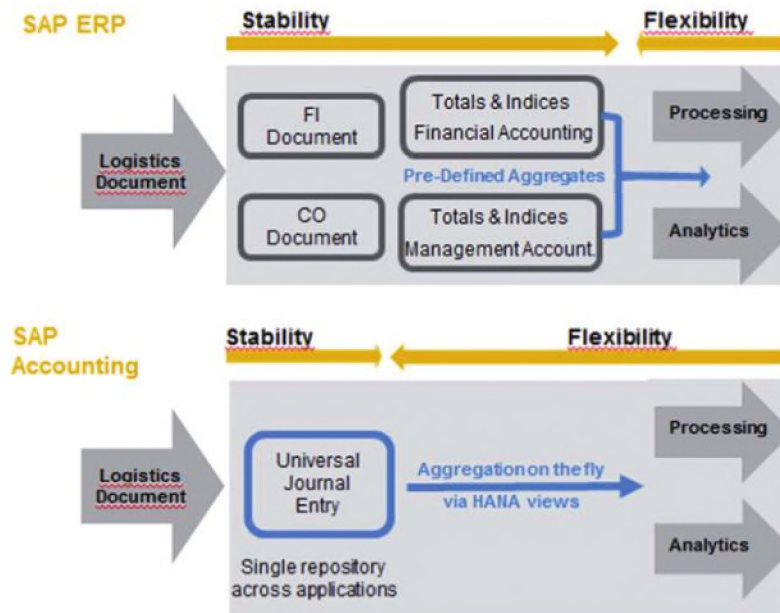 SAP ERP
Stability
Flexibility
Logistics
Document
FI
Document
Totals & Indices
Financial Accounting
Pre-Defined Aggregates
CO
Document
Totals & Indices
Management Account.
Processing
Analytics
SAP
Accounting
Stability
Flexibility
Logistics
Document
Universal
Journal
Entry
Single repository
across applications
Aggregation on the fly
via HANA views
Processing
Analytics